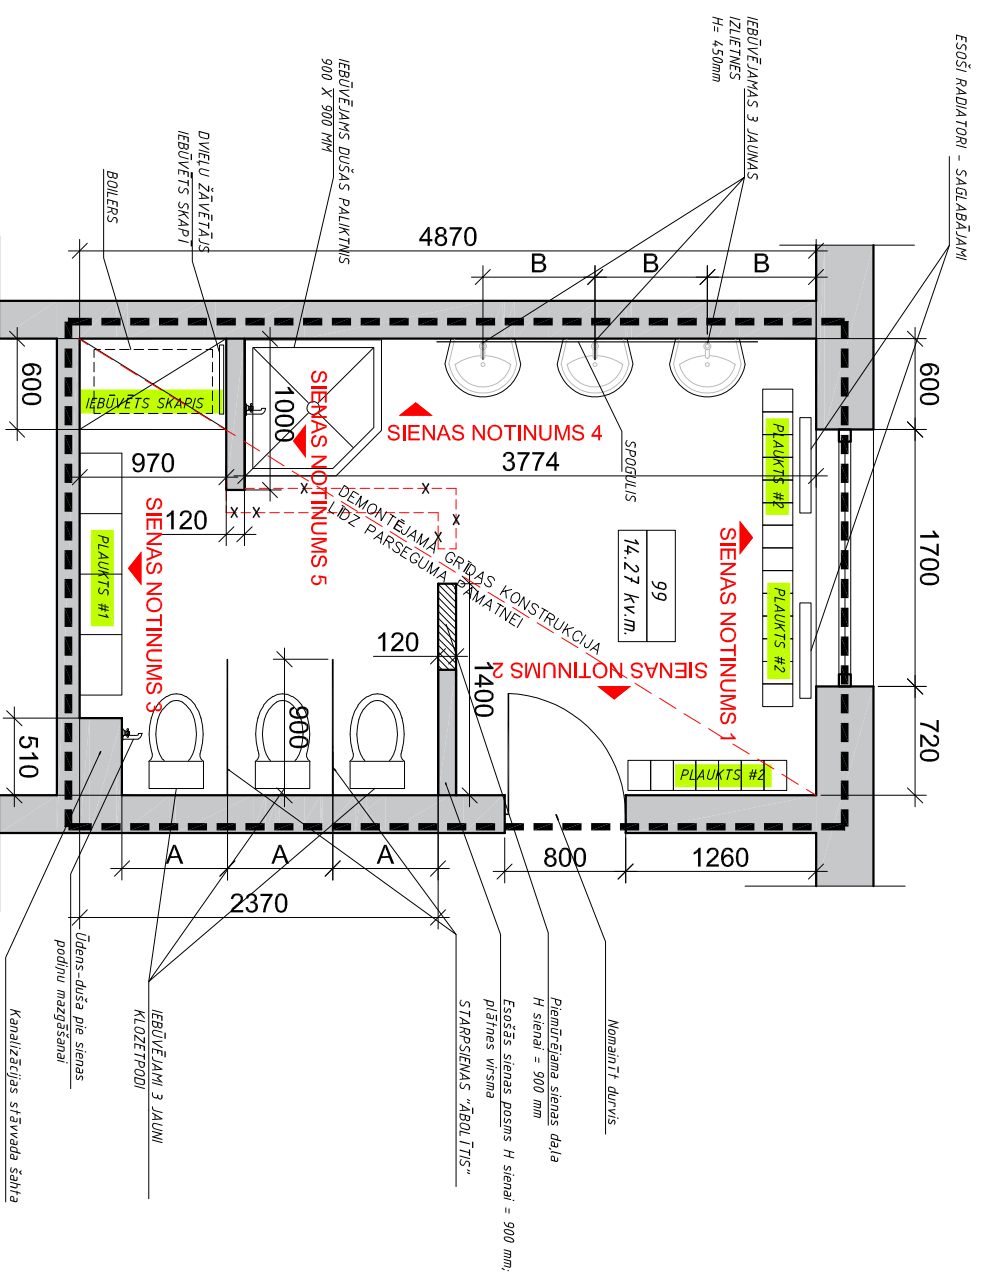 ESOŠI RADIATORI - SAGLABĀJAMI
IEBŪVĒJAMAS 3 JAUNAS
IZLIETNES
H= 450mm
IEBŪVĒJAMS DUŠAS PALIKTNIS
900 X 900 MM
DVIEĻU ŽĀVĒTĀJS
IEBŪVĒTS SKAPĪ
BOILERS
4870
B
B
B
600
600
IEBŪVĒTS SKAPIS
1000
SIENAS NOTINUMS 5
SIENAS NOTINUMS 4
3774
SPOGULIS
PLAUKTS #2
PLAUKTS #2
970
120
SIENAS NOTINUMS 3
PLAUKTS #1
DEMONTĒJAMA GRĪDAS KONSTRUKCIJA
LĪDZ PĀRSEGUMA PAMATNEI
X
X
X
X
X
X
99
14.27 kv.m.
SIENAS NOTINUMS 1
1700
SIENAS NOTINUMS 2
120
1400
900
510
720
PLAUKTS #2
A
A
A
800
1260
2370
Nomainīt durvis
Piemūrējama sienas daļa
H sienai = 900 mm
Esošās sienas posms H sienai = 900 mm;
plātnes virsma
STARPSIENAS "ĀBOLĪTIS"
IEBŪVĒJAMI 3 JAUNI
KLOZETPODI
Ūdens-duša pie sienas
podiņu mazgāšanai
Kanalizācijas stāvvada šahta